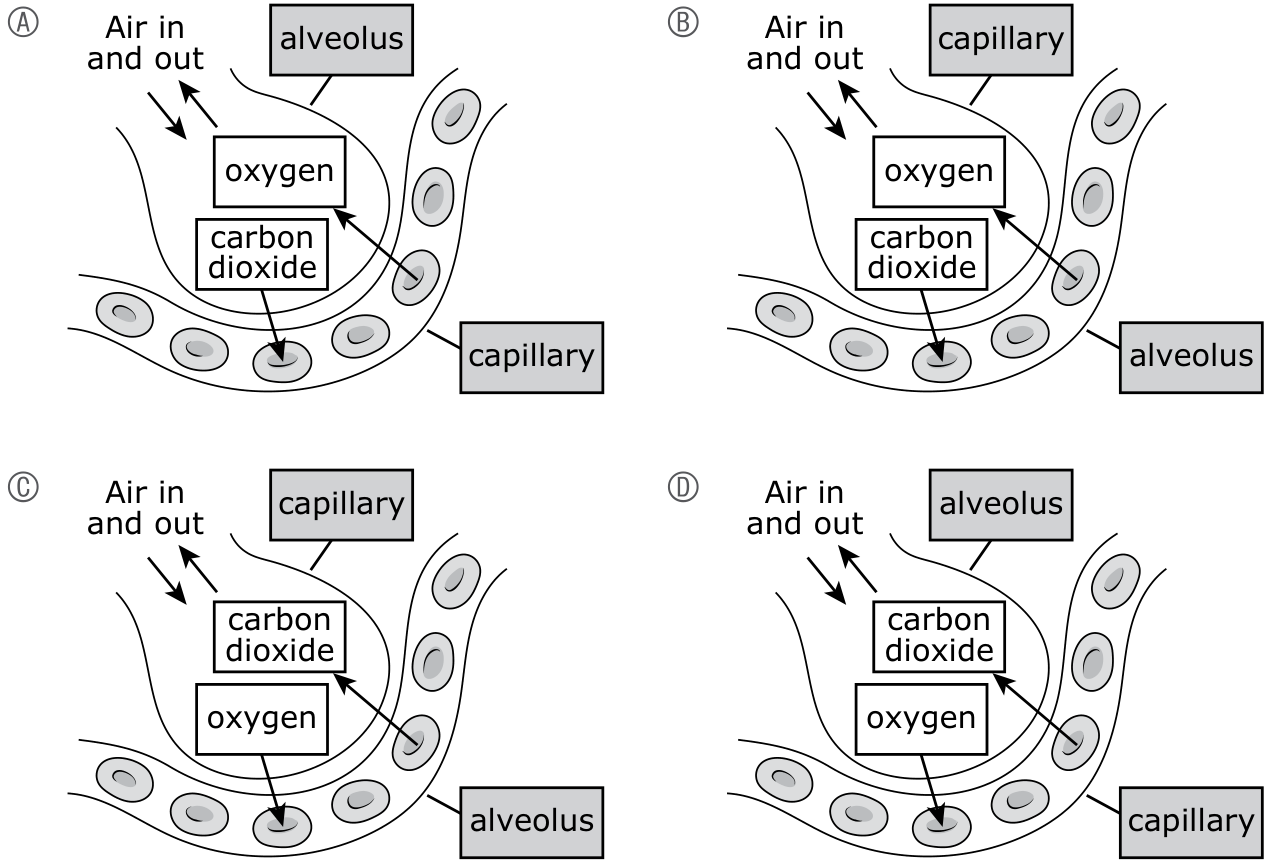 A
Air in
and out
alveolus
oxygen
carbon
dioxide
capillary
B
Air in
and out
capillary
oxygen
carbon
dioxide
alveolus
C
Air in
and out
capillary
carbon
dioxide
oxygen
alveolus
D
Air in
and out
alveolus
carbon
dioxide
oxygen
capillary